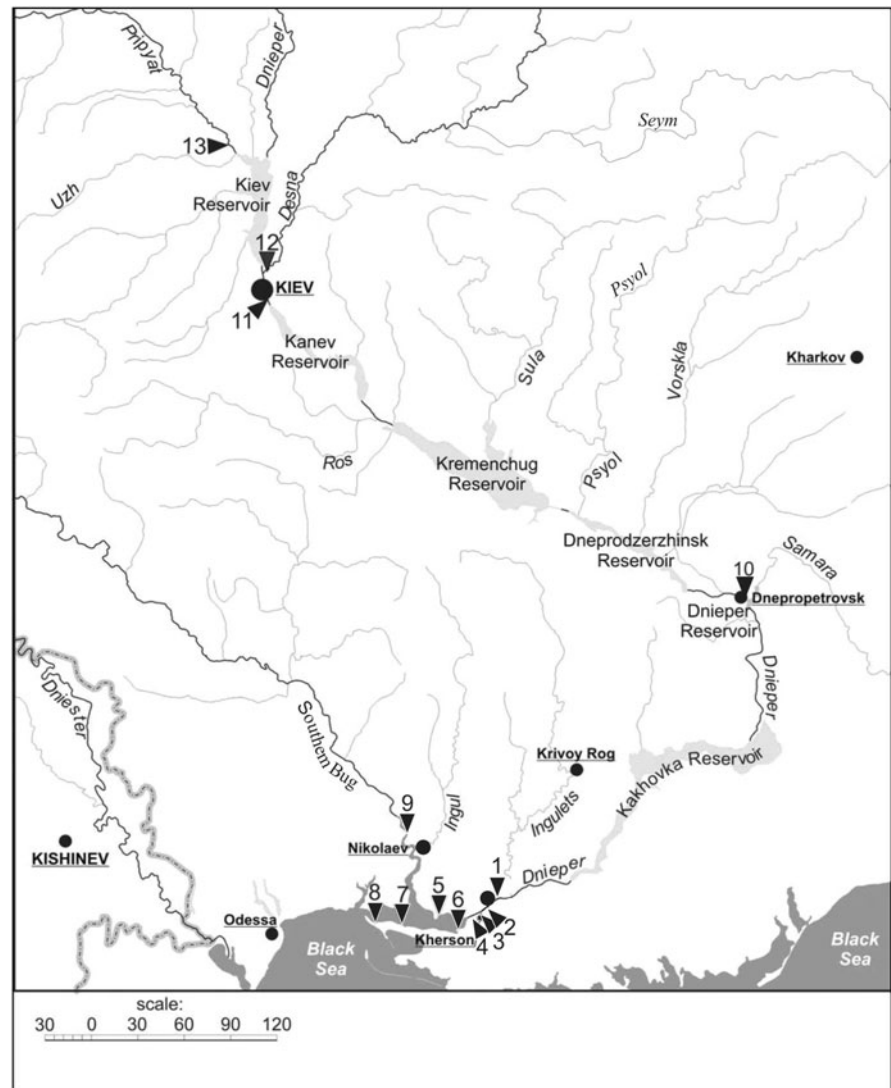 Pripyat
Dnieper
Seym
13
Uzh
Kiev
Reservoir
Desna
12
KIEV
11
Psyol
Kanev
Reservoir
Sula
Vorskla
Kharkov
Ros
Kremenchug
Reservoir
Psyol
Dneprodzerzhinsk
Reservoir
Samara
10
Dnepropetrovsk
Dnieper
Reservoir
Dnieper
Dniester
Southern Bug
Krivoy Rog
Kakhovka Reservoir
Ingul
Ingulets
9
Nikolaev
KISHINEV
Dnieper
1
8
7
5
6
2
3
4
Kherson
Odessa
Black
Sea
Black
Sea
scale:
30 0 30 60 90 120